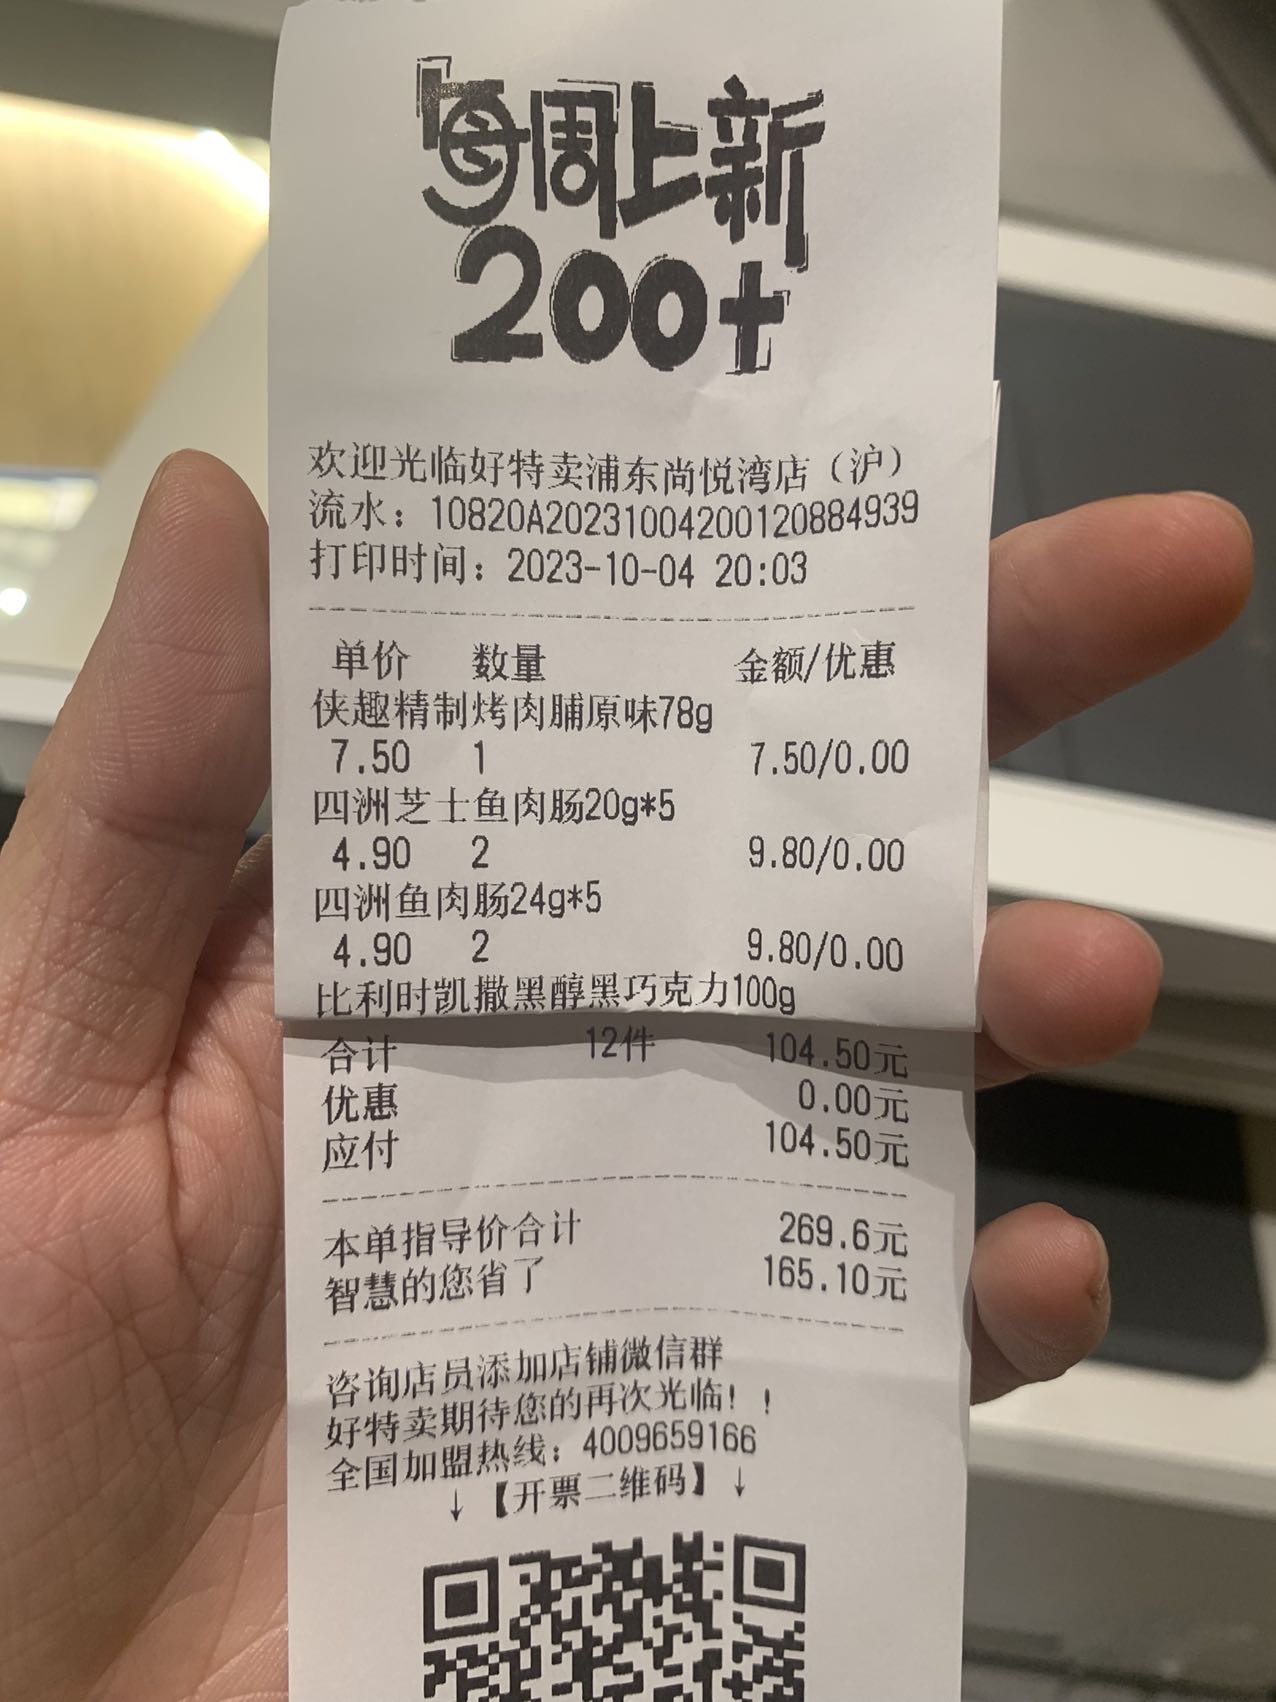 每周上新
200+
欢迎光临好特卖浦东尚悦湾店（沪）
流水：10820A20231004200120884939
打印时间：2023-10-04 20:03
单价 数量 金额/优惠
侠趣精制烤肉脯原味78g
7.50 1 7.50/0.00
四洲芝士鱼肉肠20g*5
4.90 2 9.80/0.00
四洲鱼肉肠24g*5
4.90 2 9.80/0.00
比利时凯撒黑醇黑巧克力100g
合计 12件 104.50元
优惠 0.00元
应付 104.50元
本单指导价合计 269.6元
智慧的您省了 165.10元
咨询店员添加店铺微信群
好特卖期待您的再次光临！！
全国加盟热线：4009659166
↓【开票二维码】↓